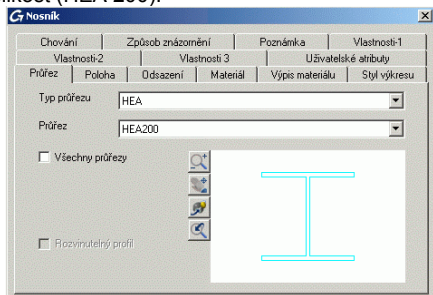 likost (HEA 200).
Nosník
Chování Způsob znázornění Poznámka Vlastnosti-1
Vlastnosti-2 Vlastnosti 3 Uživatelské atributy
Průřez Poloha Odsazení Materiál Výpis materiálu Styl výkresu
Typ průřezu HEA
Průřez HEA200
Všechny průřezy
Rozvinutelný profil